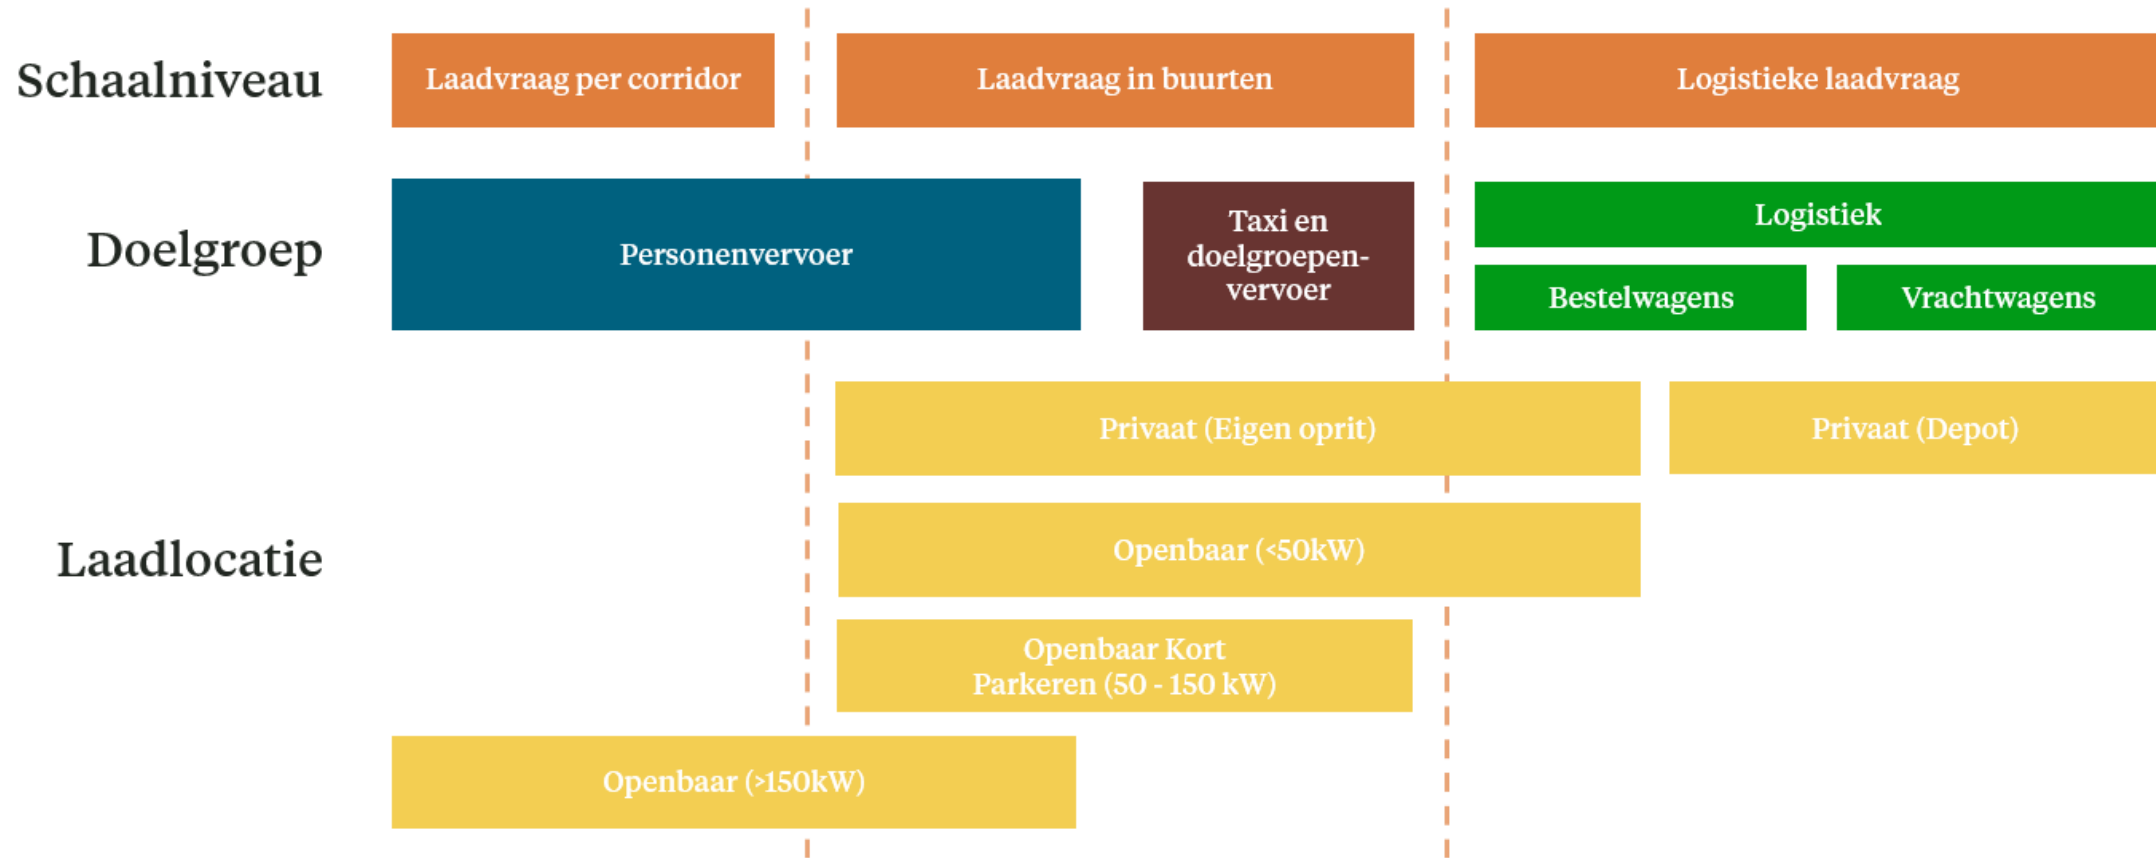 Schaalniveau
Laadvraag per corridor
Laadvraag in buurten
Logistieke laadvraag
Doelgroep
Personenvervoer
Taxi en
doelgroepen-
vervoer
Logistiek
Bestelwagens
Vrachtwagens
Laadlocatie
Privaat (Eigen oprit)
Privaat (Depot)
Openbaar (<50kW)
Openbaar Kort
Parkeren (50 - 150 kW)
Openbaar (>150kW)